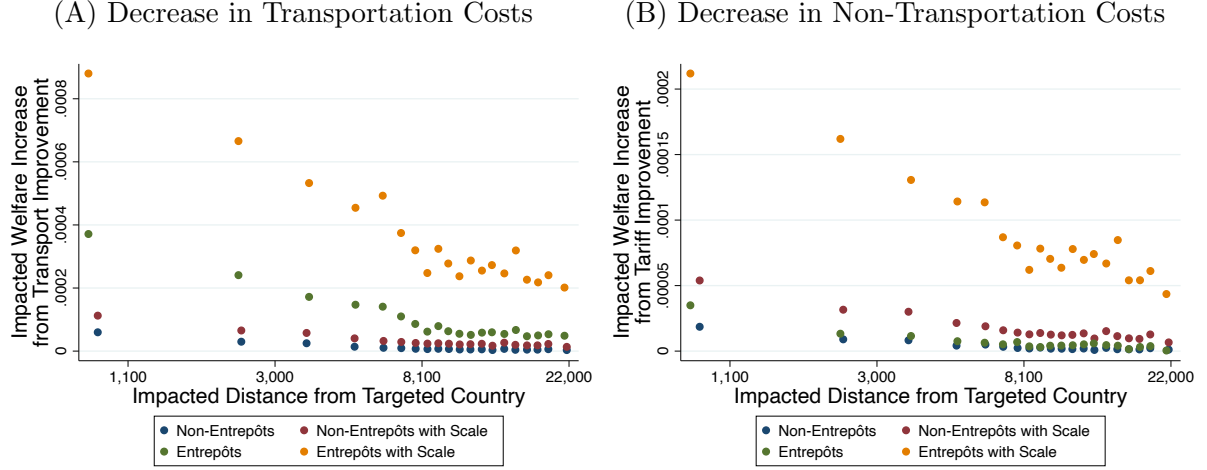 (A) Decrease in Transportation Costs
Impacted Welfare Increase
from Transport Improvement
.0008
.0006
.0004
.0002
0
1,100
3,000
8,100
22,000
Impacted Distance from Targeted Country
Non-Entrepôts
Non-Entrepôts with Scale
Entrepôts
Entrepôts with Scale
(B) Decrease in Non-Transportation Costs
Impacted Welfare Increase
from Tariff Improvement
.0002
.00015
.0001
.00005
0
1,100
3,000
8,100
22,000
Impacted Distance from Targeted Country
Non-Entrepôts
Non-Entrepôts with Scale
Entrepôts
Entrepôts with Scale